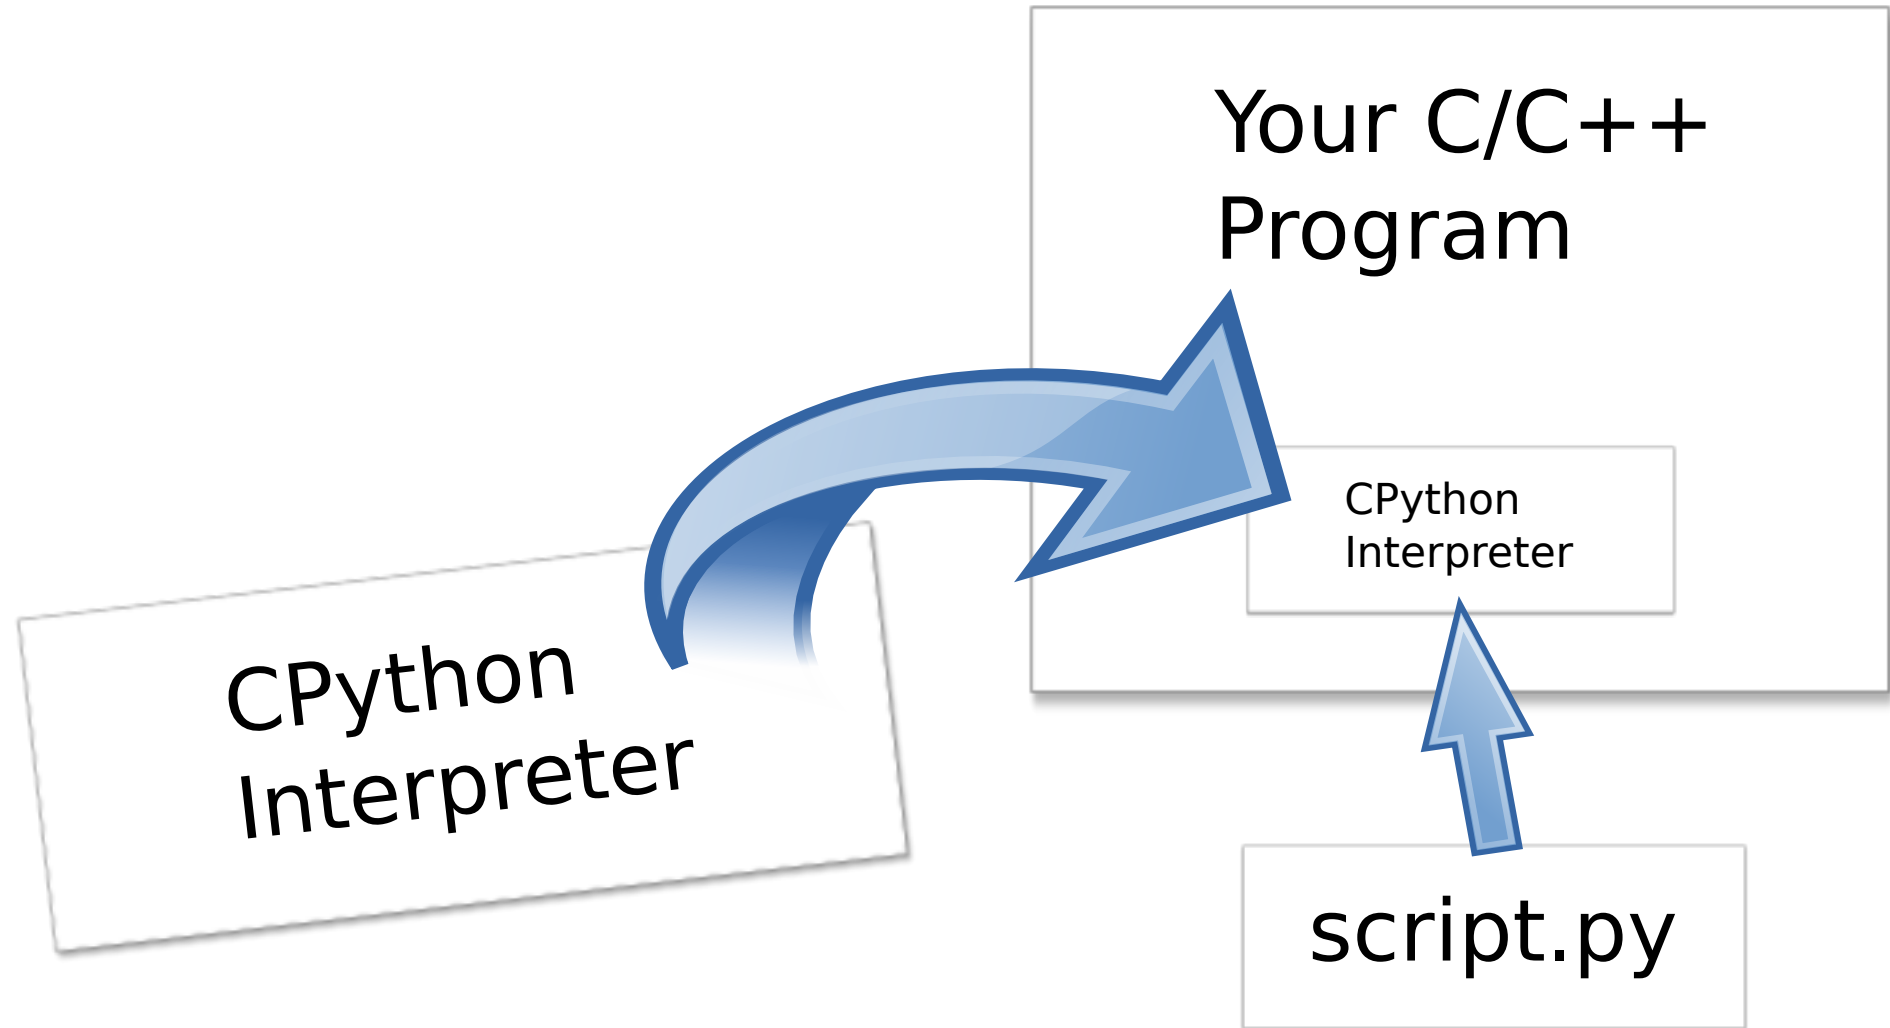 Your C/C++
Program
CPython
Interpreter
CPython
Interpreter
script.py